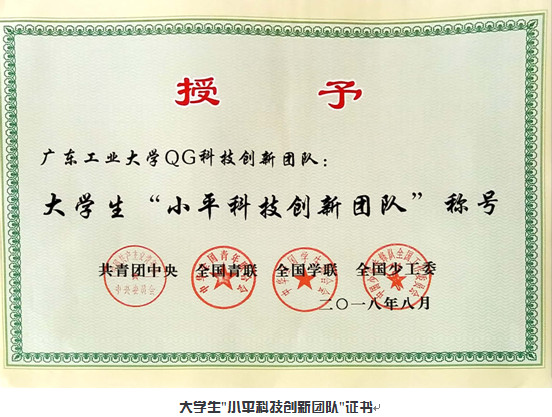 授 予
广东工业大学QG科技创新团队：
大学生“小平科技创新团队”称号
共青团中央 全国青联 全国学联 全国少工委
二〇一八年八月
大学生"小平科技创新团队"证书